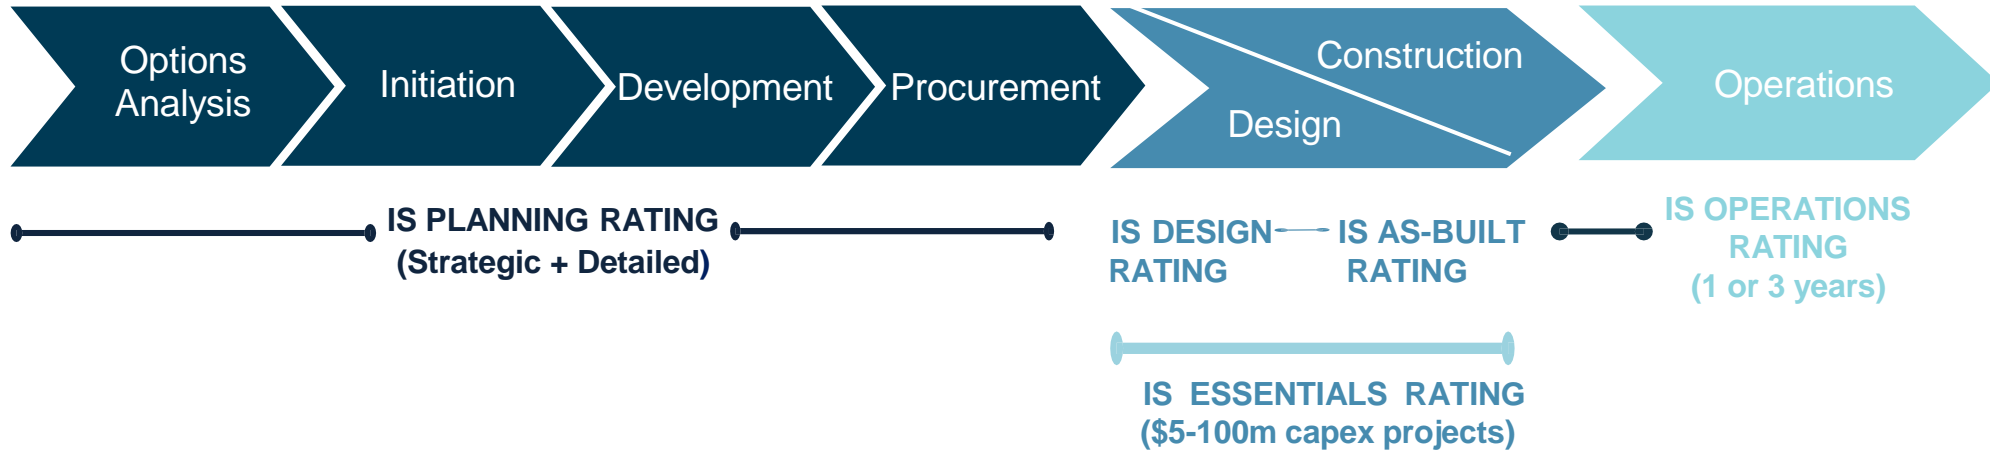 Options
Analysis
Initiation
Development
Procurement
Construction
Design
Operations
IS PLANNING RATING
(Strategic + Detailed)
IS DESIGN
RATING
IS AS-BUILT
RATING
IS OPERATIONS
RATING
(1 or 3 years)
IS ESSENTIALS RATING
($5-100m capex projects)